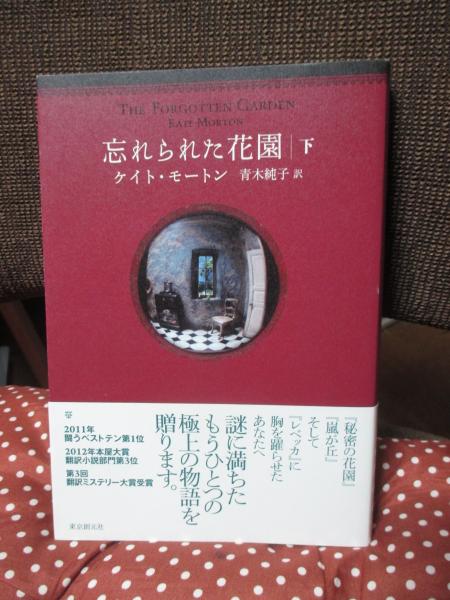 THE FORGOTTEN GARDEN
KATE MORTON
忘れられた花園 下
ケイト・モートン 青木純子 訳
『秘密の花園』
『嵐が丘』
そして
『レベッカ』に
胸を躍らせた
あなたへ
謎に満ちた
もうひとつの
極上の物語を
贈ります。
2011年
闘うベストテン第1位
2012年本屋大賞
翻訳小説部門第3位
第3回
翻訳ミステリー大賞受賞
東京創元社